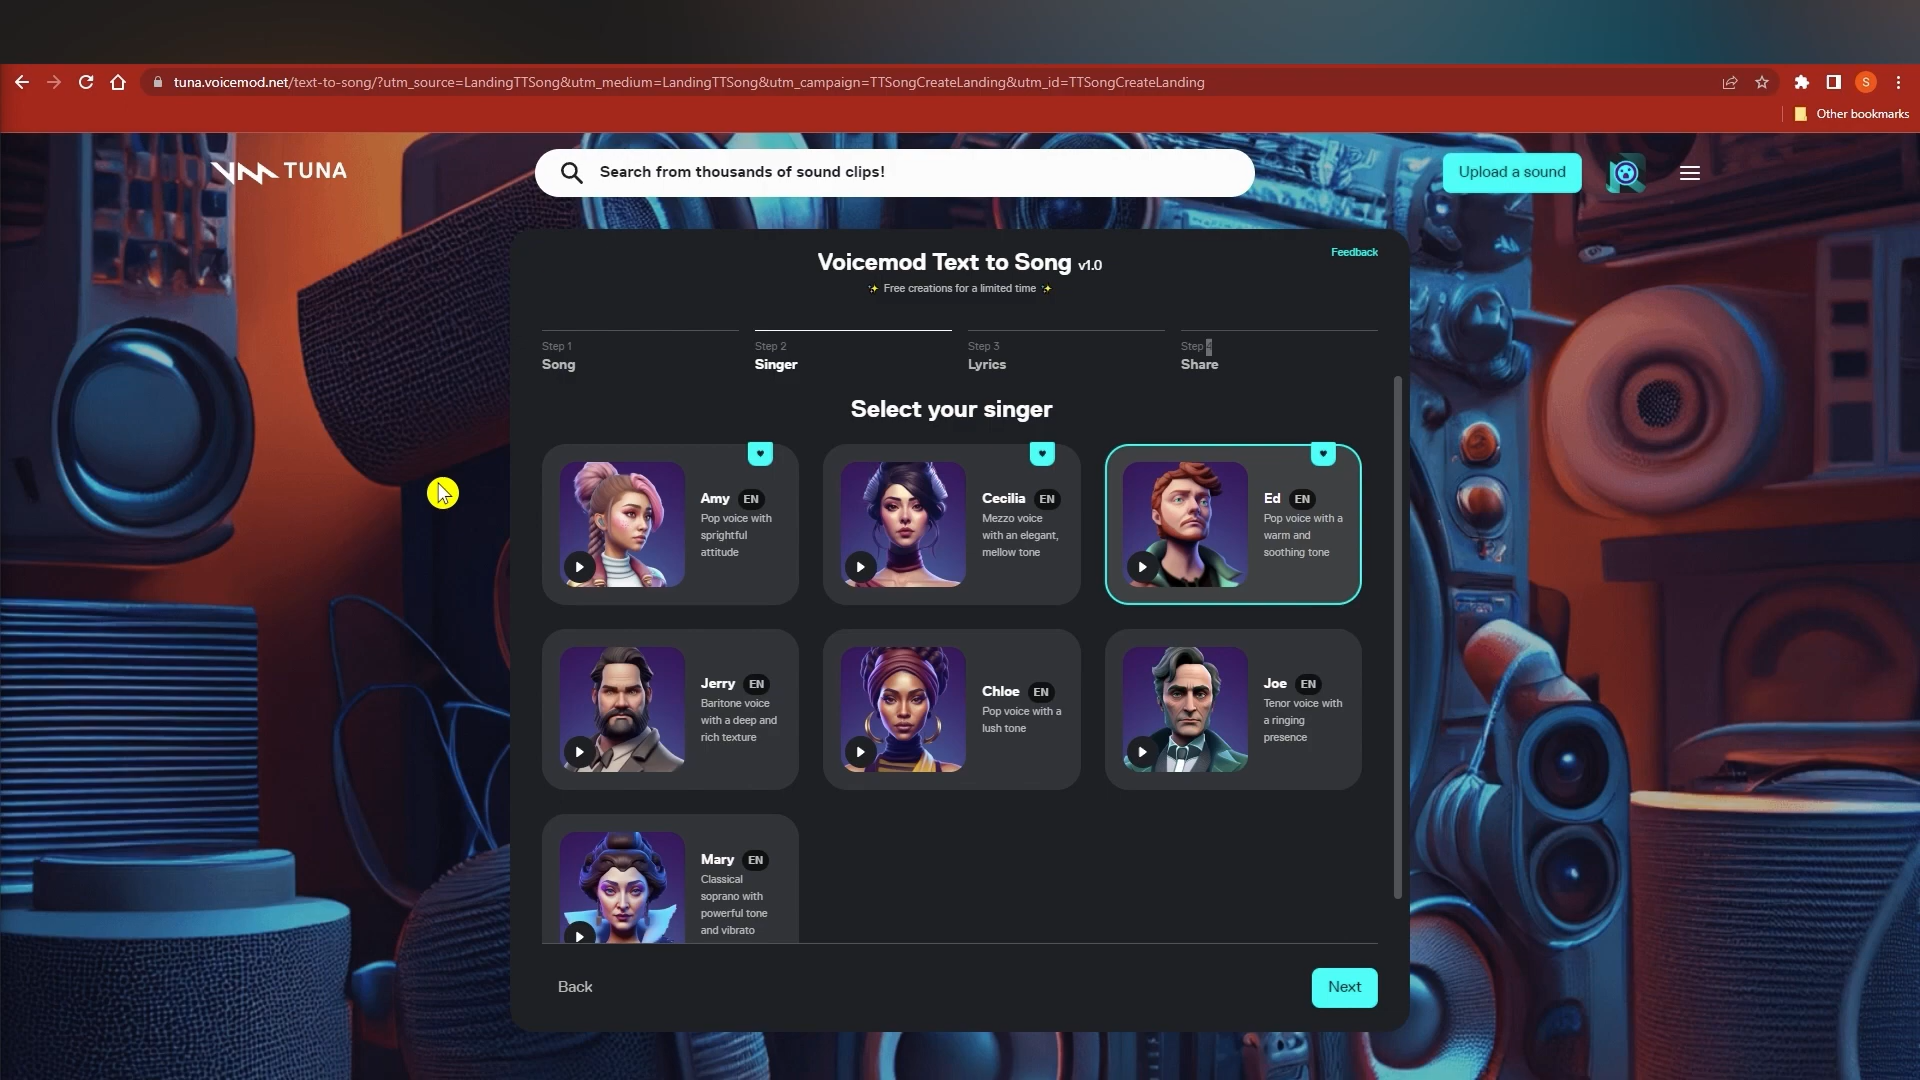 tuna.voicemod.net/text-to-song/?utm_source=LandingTTSong&utm_medium=LandingTTSong&utm_campaign=TTSongCreateLanding&utm_id=TTSongCreateLanding
S
Other bookmarks
TUNA
Search from thousands of sound clips!
Upload a sound
Feedback
Voicemod Text to Song v1.0
Free creations for a limited time
Step 1
Song
Step 2
Singer
Step 3
Lyrics
Step 4
Share
Select your singer
Amy EN
Pop voice with
sprightful
attitude
Cecilia EN
Mezzo voice
with an elegant,
mellow tone
Ed EN
Pop voice with a
warm and
soothing tone
Jerry EN
Baritone voice
with a deep and
rich texture
Chloe EN
Pop voice with a
lush tone
Joe EN
Tenor voice with
a ringing
presence
Mary EN
Classical
soprano with
powerful tone
and vibrato
Back
Next